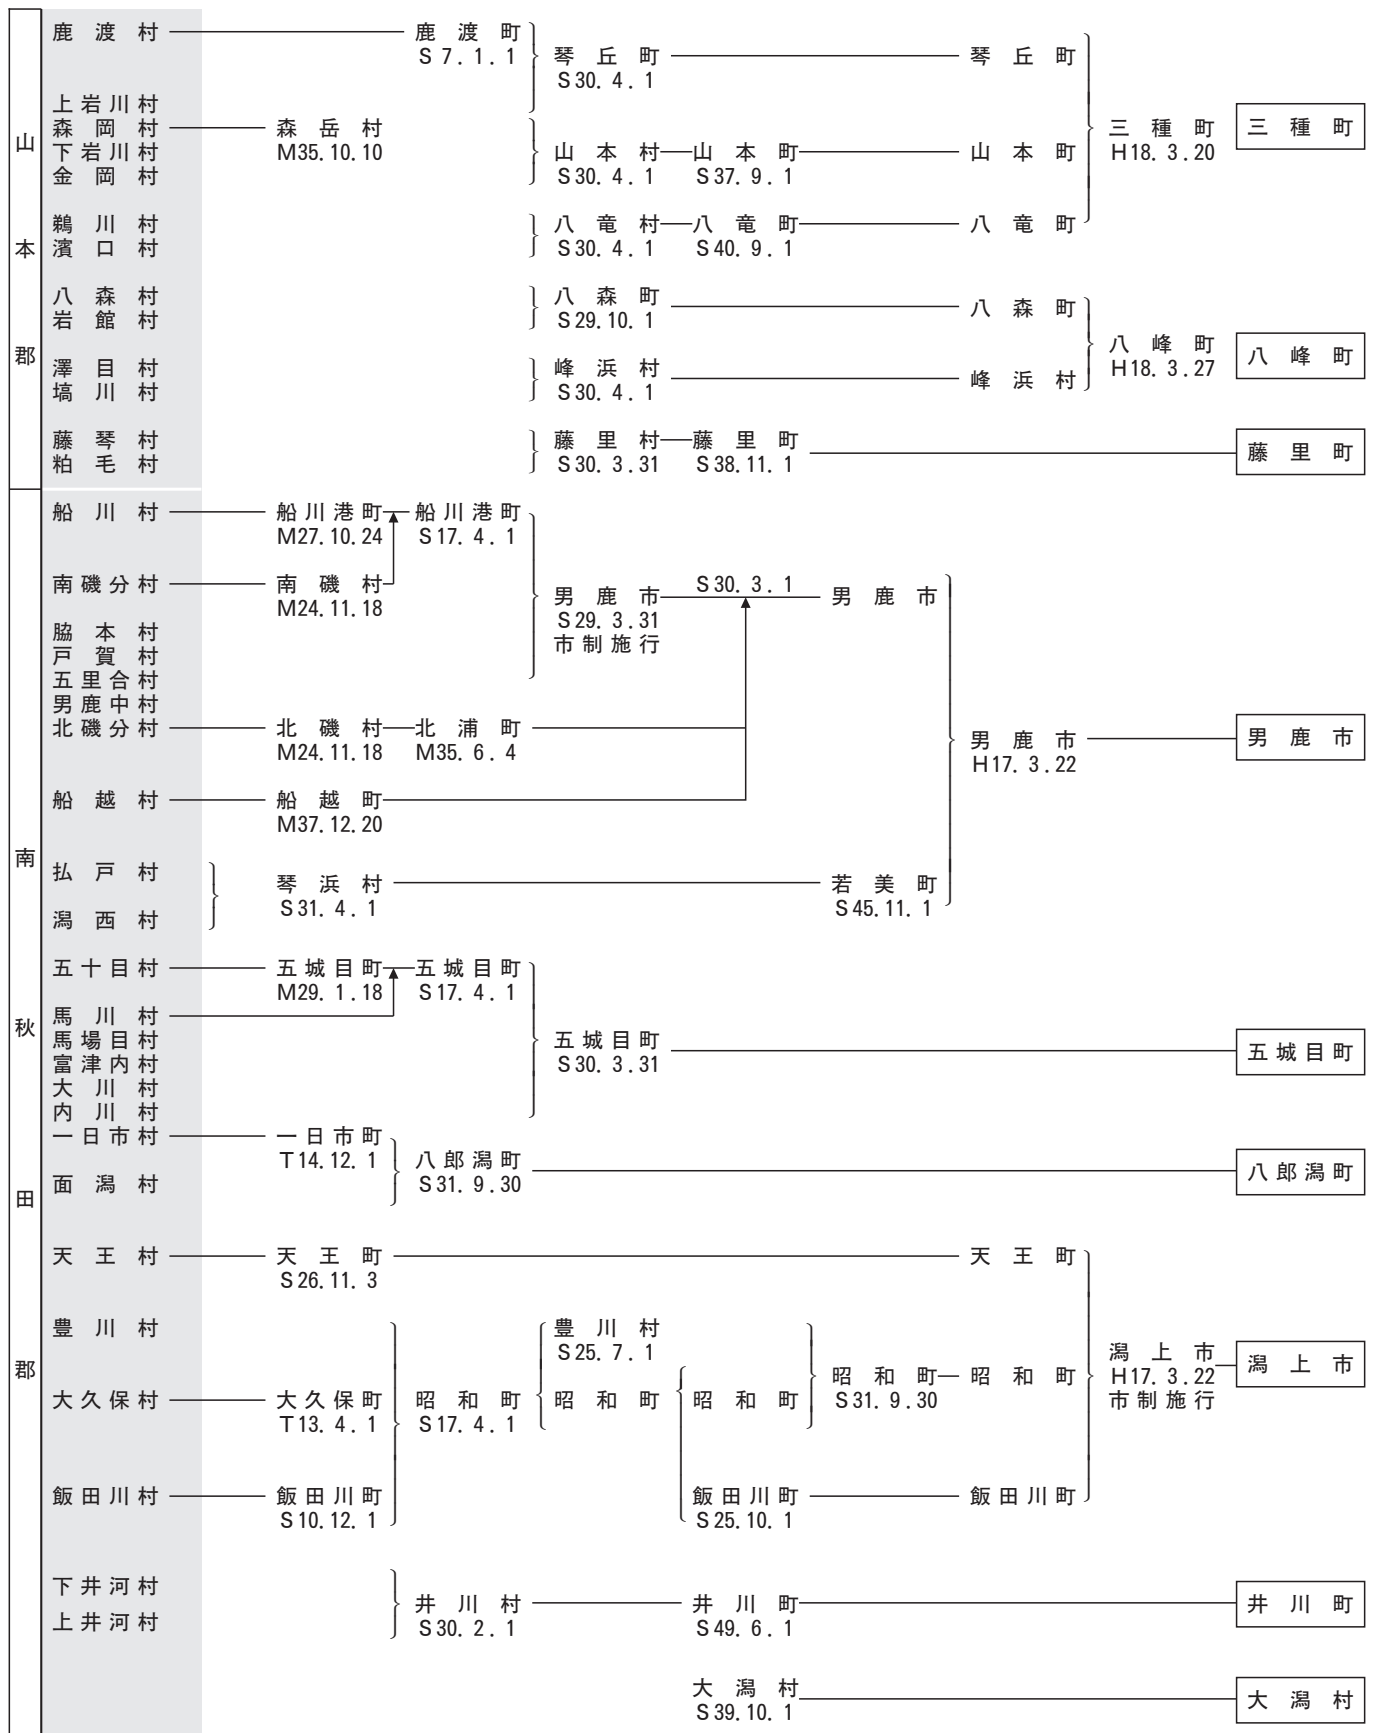 山本郡
鹿渡村 鹿渡町
S 7. 1. 1
琴丘町 琴丘町
S30. 4. 1
上岩川村
森岡村 森岳村 三種町 三種町
下岩川村 M35.10.10 山本村 山本町 山本町 H18. 3.20
金岡村 S30. 4. 1 S37. 9. 1
鵜川村 八竜村 八竜町 八竜町
濱口村 S30. 4. 1 S40. 9. 1
八森村 八森町 八森町
岩館村 S29.10. 1
八峰町 八峰町
澤目村 峰浜村 峰浜村 H18. 3.27
塙川村 S30. 4. 1
藤琴村 藤里村 藤里町 藤里町
粕毛村 S30. 3.31 S38.11. 1
南秋田郡
船川村 船川港町 船川港町
M27.10.24 S17. 4. 1
南磯分村 南磯村 男鹿市 S30. 3. 1 男鹿市
M24.11.18 S29. 3.31
脇本村 市制施行
戸賀村
五里合村
男鹿中村
北磯分村 北磯村 北浦町 男鹿市 男鹿市
M24.11.18 M35. 6. 4 H17. 3.22
船越村 船越町
M37.12.20
払戸村 琴浜村 若美町
S31. 4. 1 S45.11. 1
潟西村
五十目村 五城目町 五城目町
M29. 1.18 S17. 4. 1
馬川村
馬場目村 五城目町 五城目町
富津内村 S30. 3.31
大川村
内川村
一日市村 一日市町
T14.12. 1 八郎潟町 八郎潟町
面潟村 S31. 9.30
天王村 天王町 天王町
S26.11. 3
豊川村 豊川村
S25. 7. 1 潟上市 潟上市
昭和町 昭和町 H17. 3.22
大久保村 大久保町 昭和町 昭和町 昭和町 S31. 9.30 市制施行
T13. 4. 1 S17. 4. 1
飯田川村 飯田川町 飯田川町 飯田川町
S10.12. 1 S25.10. 1
下井河村 井川村 井川町 井川町
上井河村 S30. 2. 1 S49. 6. 1
大潟村 大潟村
S39.10. 1